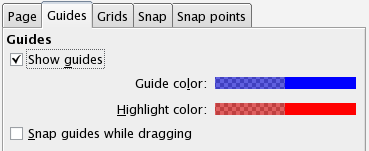 Page Guides Grids Snap Snap points
Guides
Show guides
Guide color:
Highlight color:
Snap guides while dragging